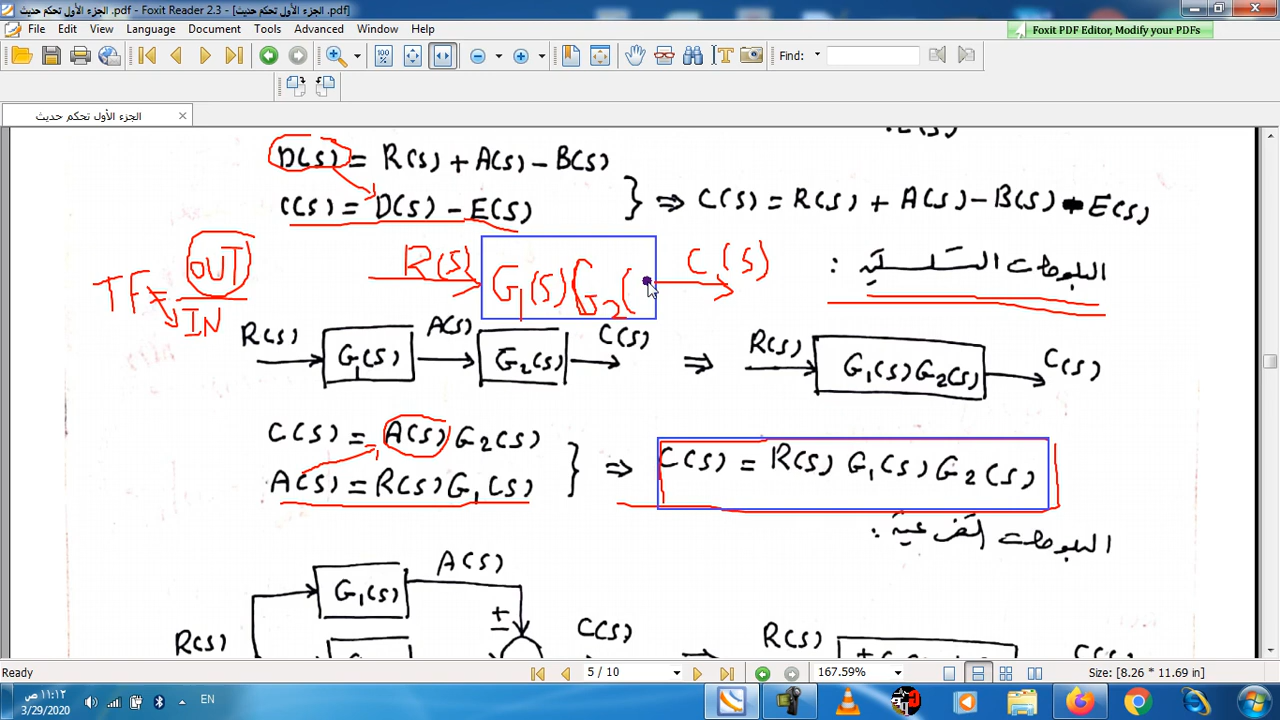 الجزء الأول تحكم حديث.pdf - Foxit Reader 2.3 - [الجزء الأول تحكم حديث.pdf]
File Edit View Language Document Tools Advanced Window Help
Foxit PDF Editor, Modify your PDFs
Find:
الجزء الأول تحكم حديث
D(s) = R(s) + A(s) - B(s)
C(s) = D(s) - E(s) } ⇒ C(s) = R(s) + A(s) - B(s) - E(s)
TF = OUT / IN
R(s) G1(s) G2( C(s)
البلوكات التسلسلية :
R(s) G1(s) A(s) G2(s) C(s) ⇒ R(s) G1(s)G2(s) C(s)
C(s) = A(s) G2(s)
A(s) = R(s) G1(s) } ⇒ C(s) = R(s) G1(s) G2(s)
البلوكات التفرعية :
G1(s) A(s)
±
R(s) C(s) ⇒ R(s)
Ready
5 / 10
167.59%
Size: [8.26 * 11.69 in]
EN
١١:١٢ ص
3/29/2020